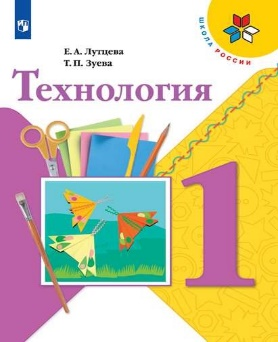 ШКОЛА РОССИИ
Е. А. Лутцева
Т. П. Зуева
Технология
1